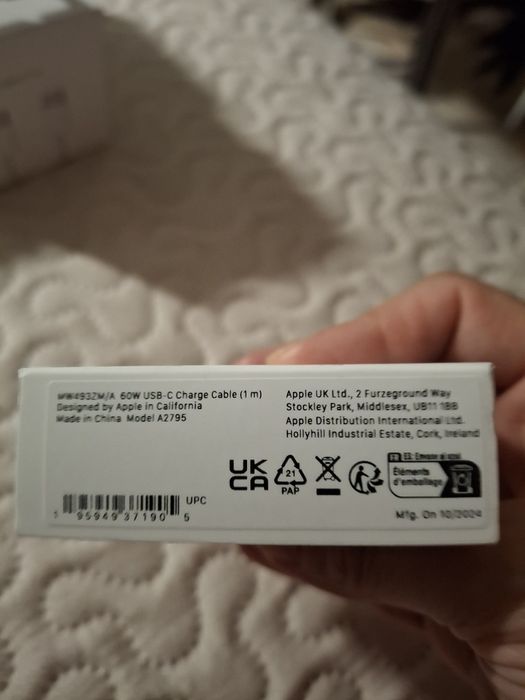 MW493ZM/A 60W USB-C Charge Cable (1 m)
Designed by Apple in California
Made in China Model A2795
Apple UK Ltd., 2 Furzeground Way
Stockley Park, Middlesex, UB11 1BB
Apple Distribution International Ltd.
Hollyhill Industrial Estate, Cork, Ireland
UK
CA
21
PAP
FR
Éléments
d'emballage
UPC
1 95949 37190 5
Mfg. On 10/2024